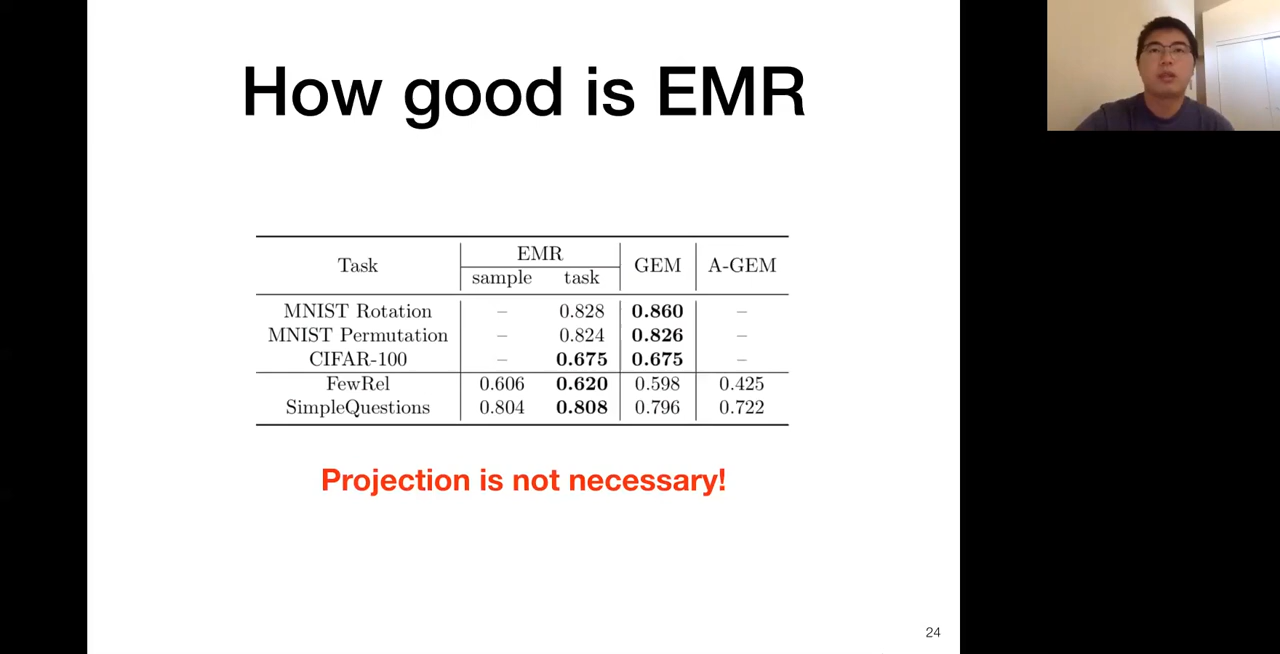 How good is EMR
Task EMR GEM A-GEM
sample task
MNIST Rotation – 0.828 0.860 –
MNIST Permutation – 0.824 0.826 –
CIFAR-100 – 0.675 0.675 –
FewRel 0.606 0.620 0.598 0.425
SimpleQuestions 0.804 0.808 0.796 0.722
Projection is not necessary!
24